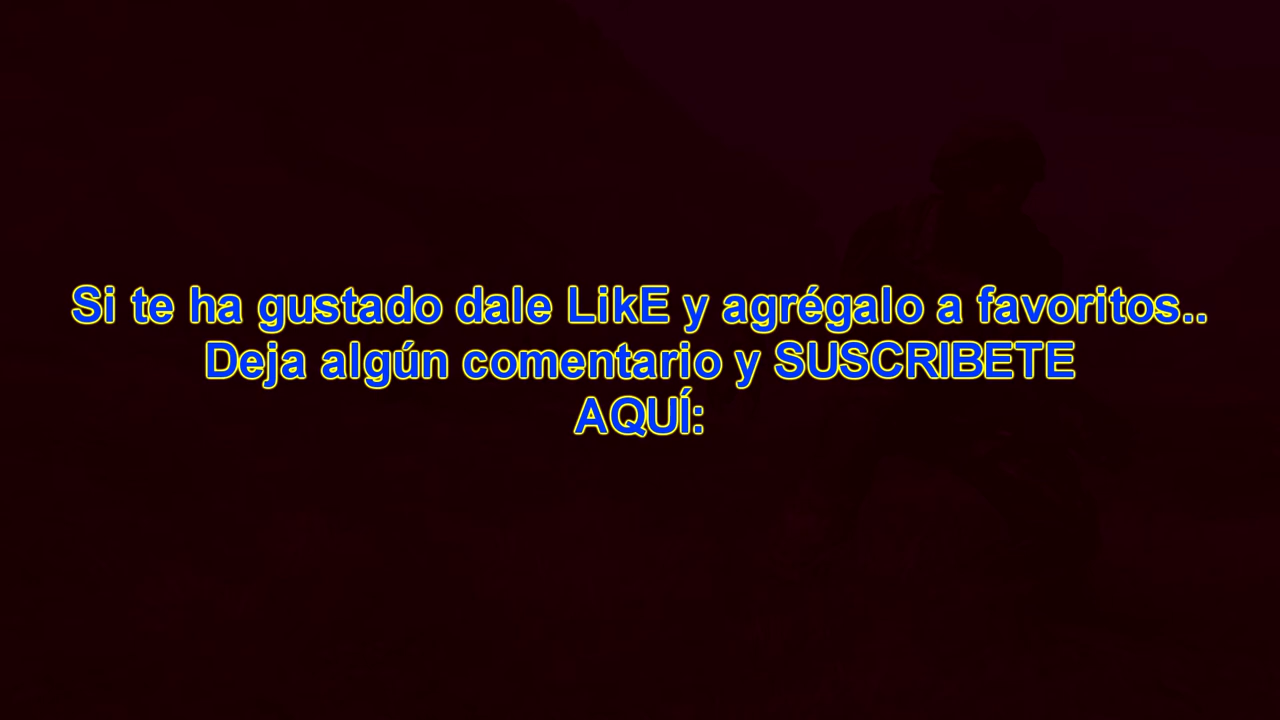 Si te ha gustado dale LikE y agrégalo a favoritos..
Deja algún comentario y SUSCRIBETE
AQUÍ: